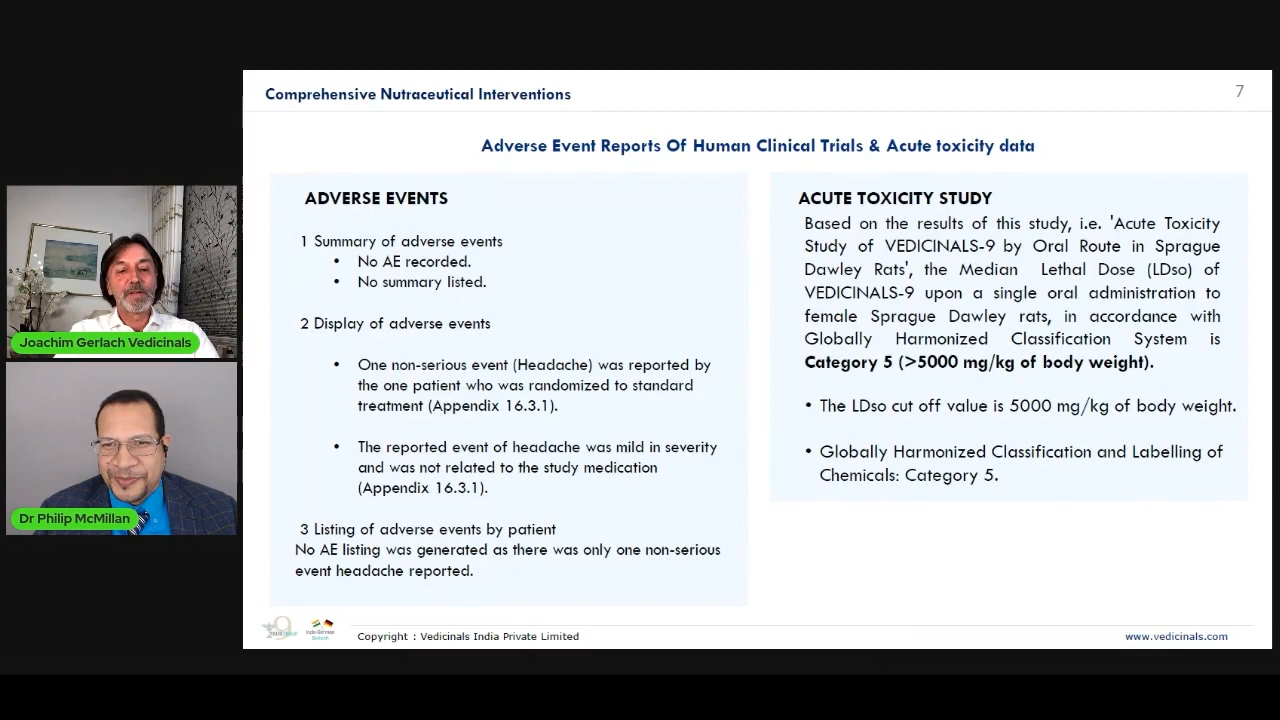 Comprehensive Nutraceutical Interventions
7
Adverse Event Reports Of Human Clinical Trials & Acute toxicity data
ADVERSE EVENTS
1 Summary of adverse events
• No AE recorded.
• No summary listed.
2 Display of adverse events
• One non-serious event (Headache) was reported by
the one patient who was randomized to standard
treatment (Appendix 16.3.1).
• The reported event of headache was mild in severity
and was not related to the study medication
(Appendix 16.3.1).
3 Listing of adverse events by patient
No AE listing was generated as there was only one non-serious
event headache reported.
ACUTE TOXICITY STUDY
Based on the results of this study, i.e. 'Acute Toxicity
Study of VEDICINALS-9 by Oral Route in Sprague
Dawley Rats', the Median Lethal Dose (LDso) of
VEDICINALS-9 upon a single oral administration to
female Sprague Dawley rats, in accordance with
Globally Harmonized Classification System is
Category 5 (>5000 mg/kg of body weight).
• The LDso cut off value is 5000 mg/kg of body weight.
• Globally Harmonized Classification and Labelling of
Chemicals: Category 5.
Joachim Gerlach Vedicinals
Dr Philip McMillan
9
Indo-German
Biotech
Copyright : Vedicinals India Private Limited
www.vedicinals.com